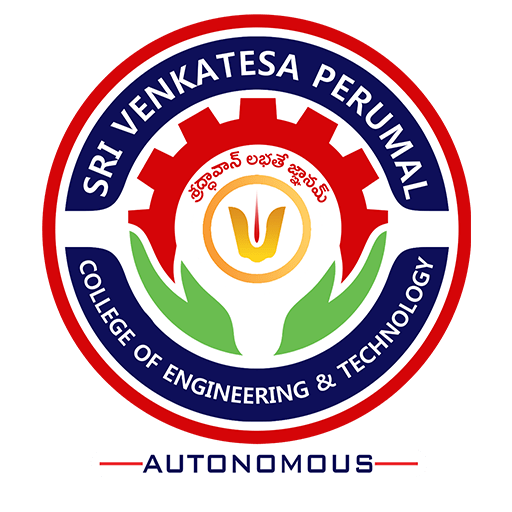 SRI VENKATESA PERUMAL
శ్రద్ధావాన్ లభతే జ్ఞానమ్
COLLEGE OF ENGINEERING & TECHNOLOGY
AUTONOMOUS